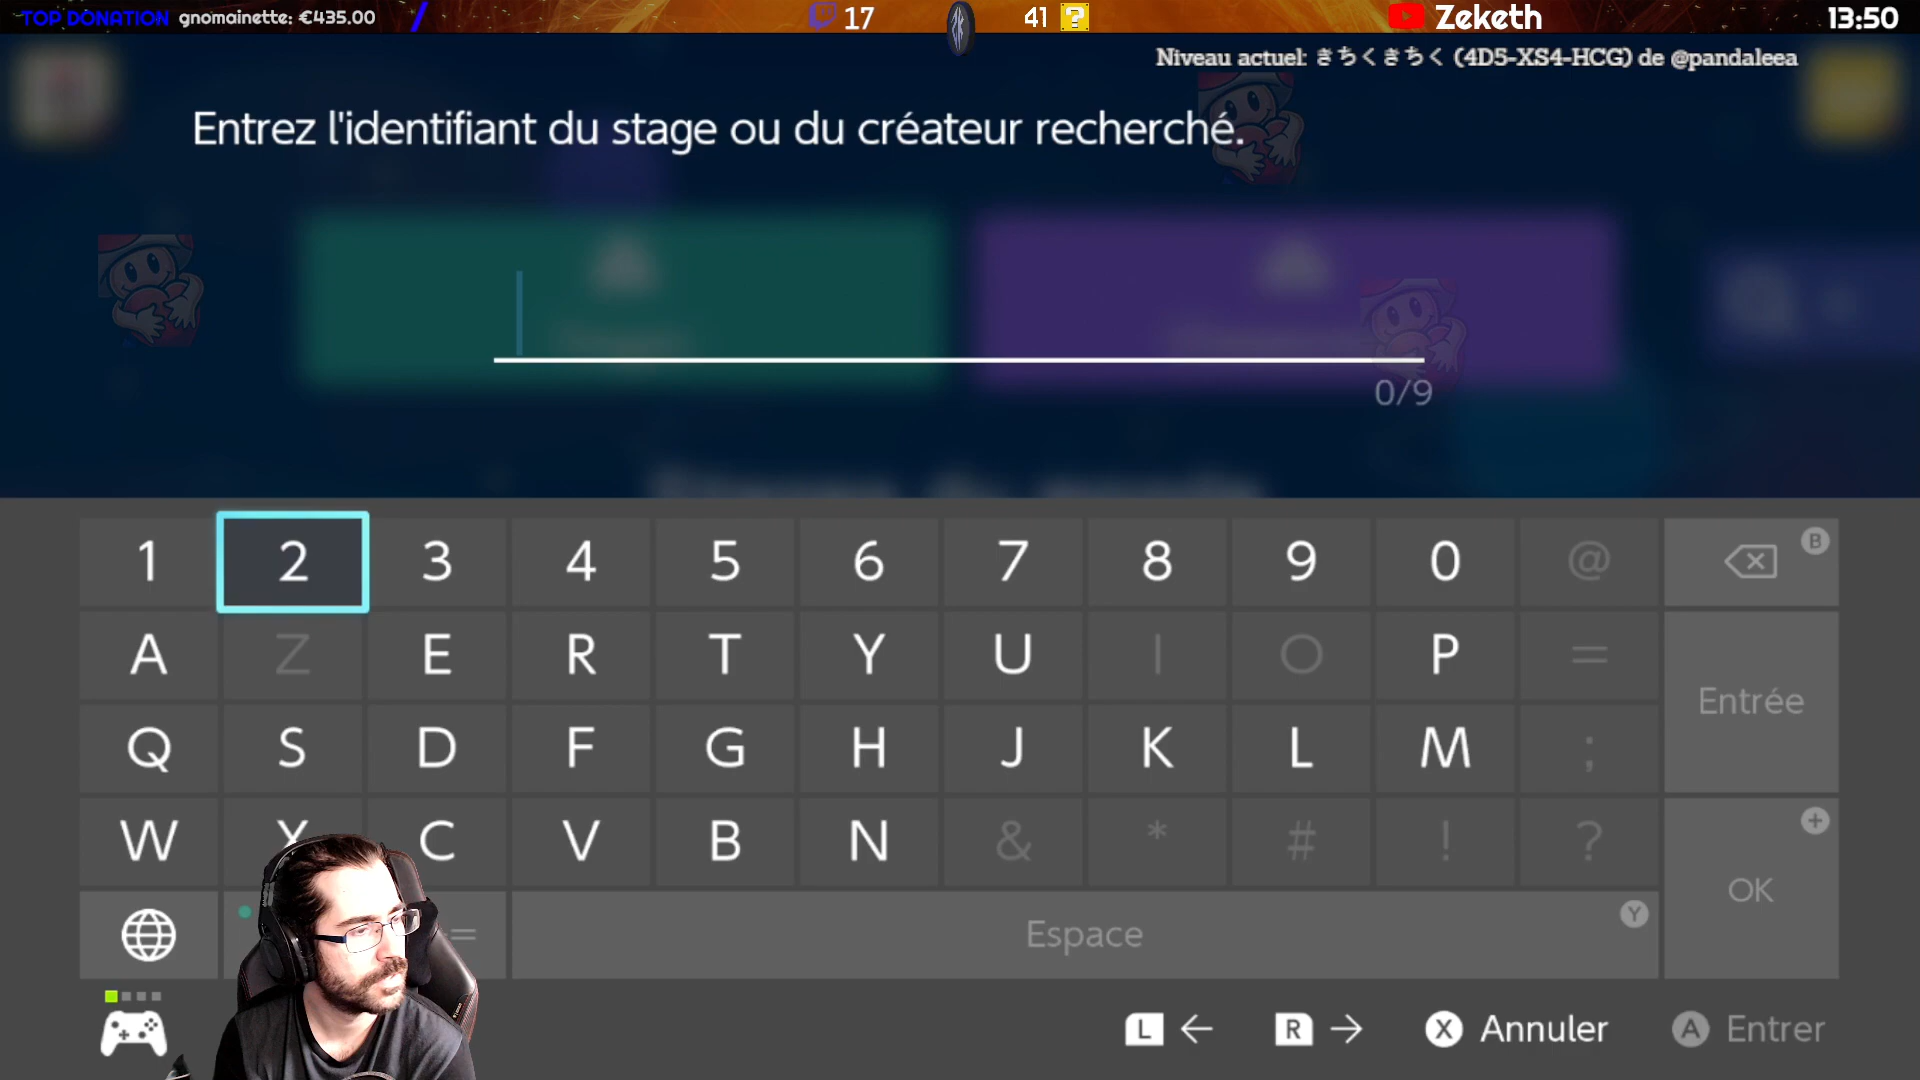 TOP DONATION gnomainette: €435.00 17 41 ? Zeketh 13:50
Niveau actuel: きちくきちく (4D5-XS4-HCG) de @pandaleea
Entrez l'identifiant du stage ou du créateur recherché.
0/9
1 2 3 4 5 6 7 8 9 0 @ B
A Z E R T Y U I O P =
Entrée
Q S D F G H J K L M ;
W X C V B N & * # ! ? +
OK
= Espace Y
L ← R → X Annuler A Entrer